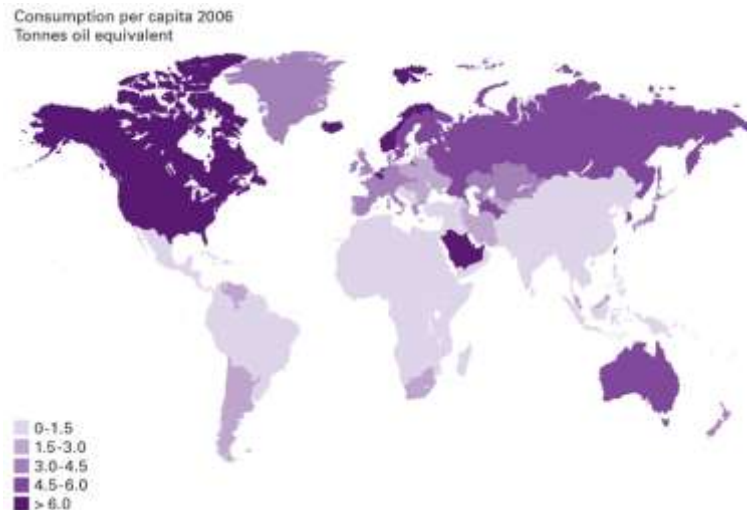 Consumption per capita 2006
Tonnes oil equivalent
0-1.5
1.5-3.0
3.0-4.5
4.5-6.0
> 6.0